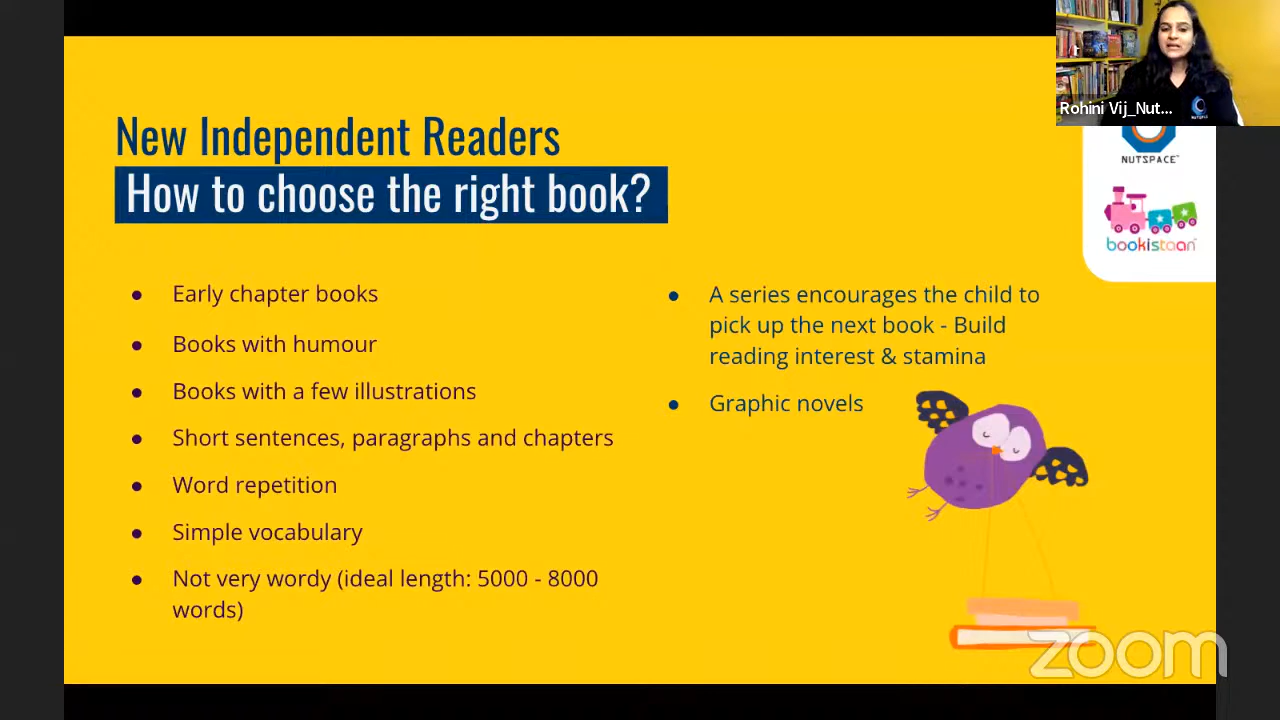 Rohini Vij_Nut...
NUTSPACE™
NUTSPACE
bookistaan™
New Independent Readers
How to choose the right book?
● Early chapter books
● Books with humour
● Books with a few illustrations
● Short sentences, paragraphs and chapters
● Word repetition
● Simple vocabulary
● Not very wordy (ideal length: 5000 - 8000
words)
● A series encourages the child to
pick up the next book - Build
reading interest & stamina
● Graphic novels
zoom